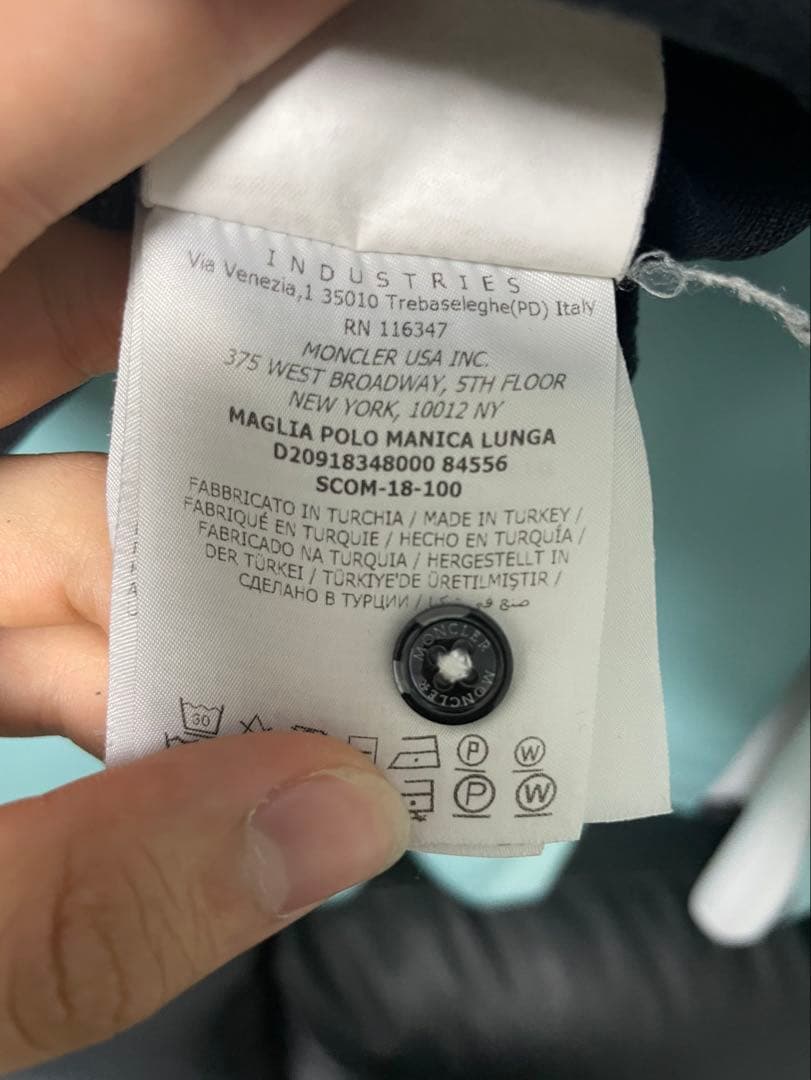 INDUSTRIES
Via Venezia,1 35010 Trebaseleghe(PD) Italy
RN 116347
MONCLER USA INC.
375 WEST BROADWAY, 5TH FLOOR
NEW YORK, 10012 NY
MAGLIA POLO MANICA LUNGA
D20918348000 84556
SCOM-18-100
FABBRICATO IN TURCHIA / MADE IN TURKEY /
FABRIQUÉ EN TURQUIE / HECHO EN TURQUÍA /
FABRICADO NA TURQUIA / HERGESTELLT IN
DER TÜRKEI / TÜRKIYE'DE ÜRETILMIŞTIR /
СДЕЛАНО В ТУРЦИИ / صنع في
MONCLER
MONCLER
30
P W
P W